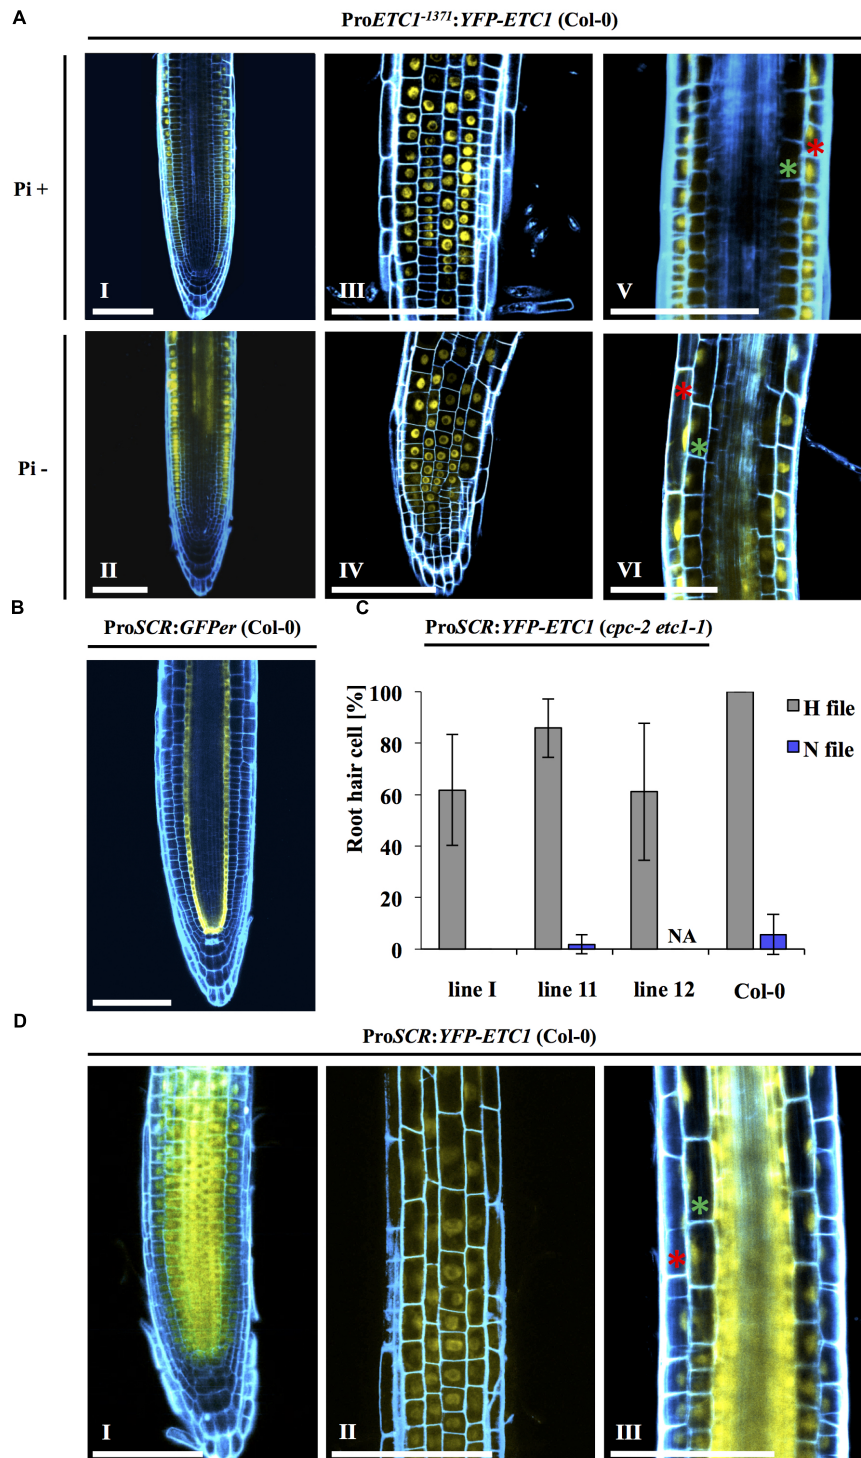 A
ProETC1-1371:YFP-ETC1 (Col-0)
Pi +
I
III
V
*
*
Pi -
II
IV
VI
*
*
B
ProSCR:GFPer (Col-0)
C
ProSCR:YFP-ETC1 (cpc-2 etc1-1)
Root hair cell [%]
100
80
60
40
20
0
NA
H file
N file
line I
line 11
line 12
Col-0
D
ProSCR:YFP-ETC1 (Col-0)
I
II
III
*
*